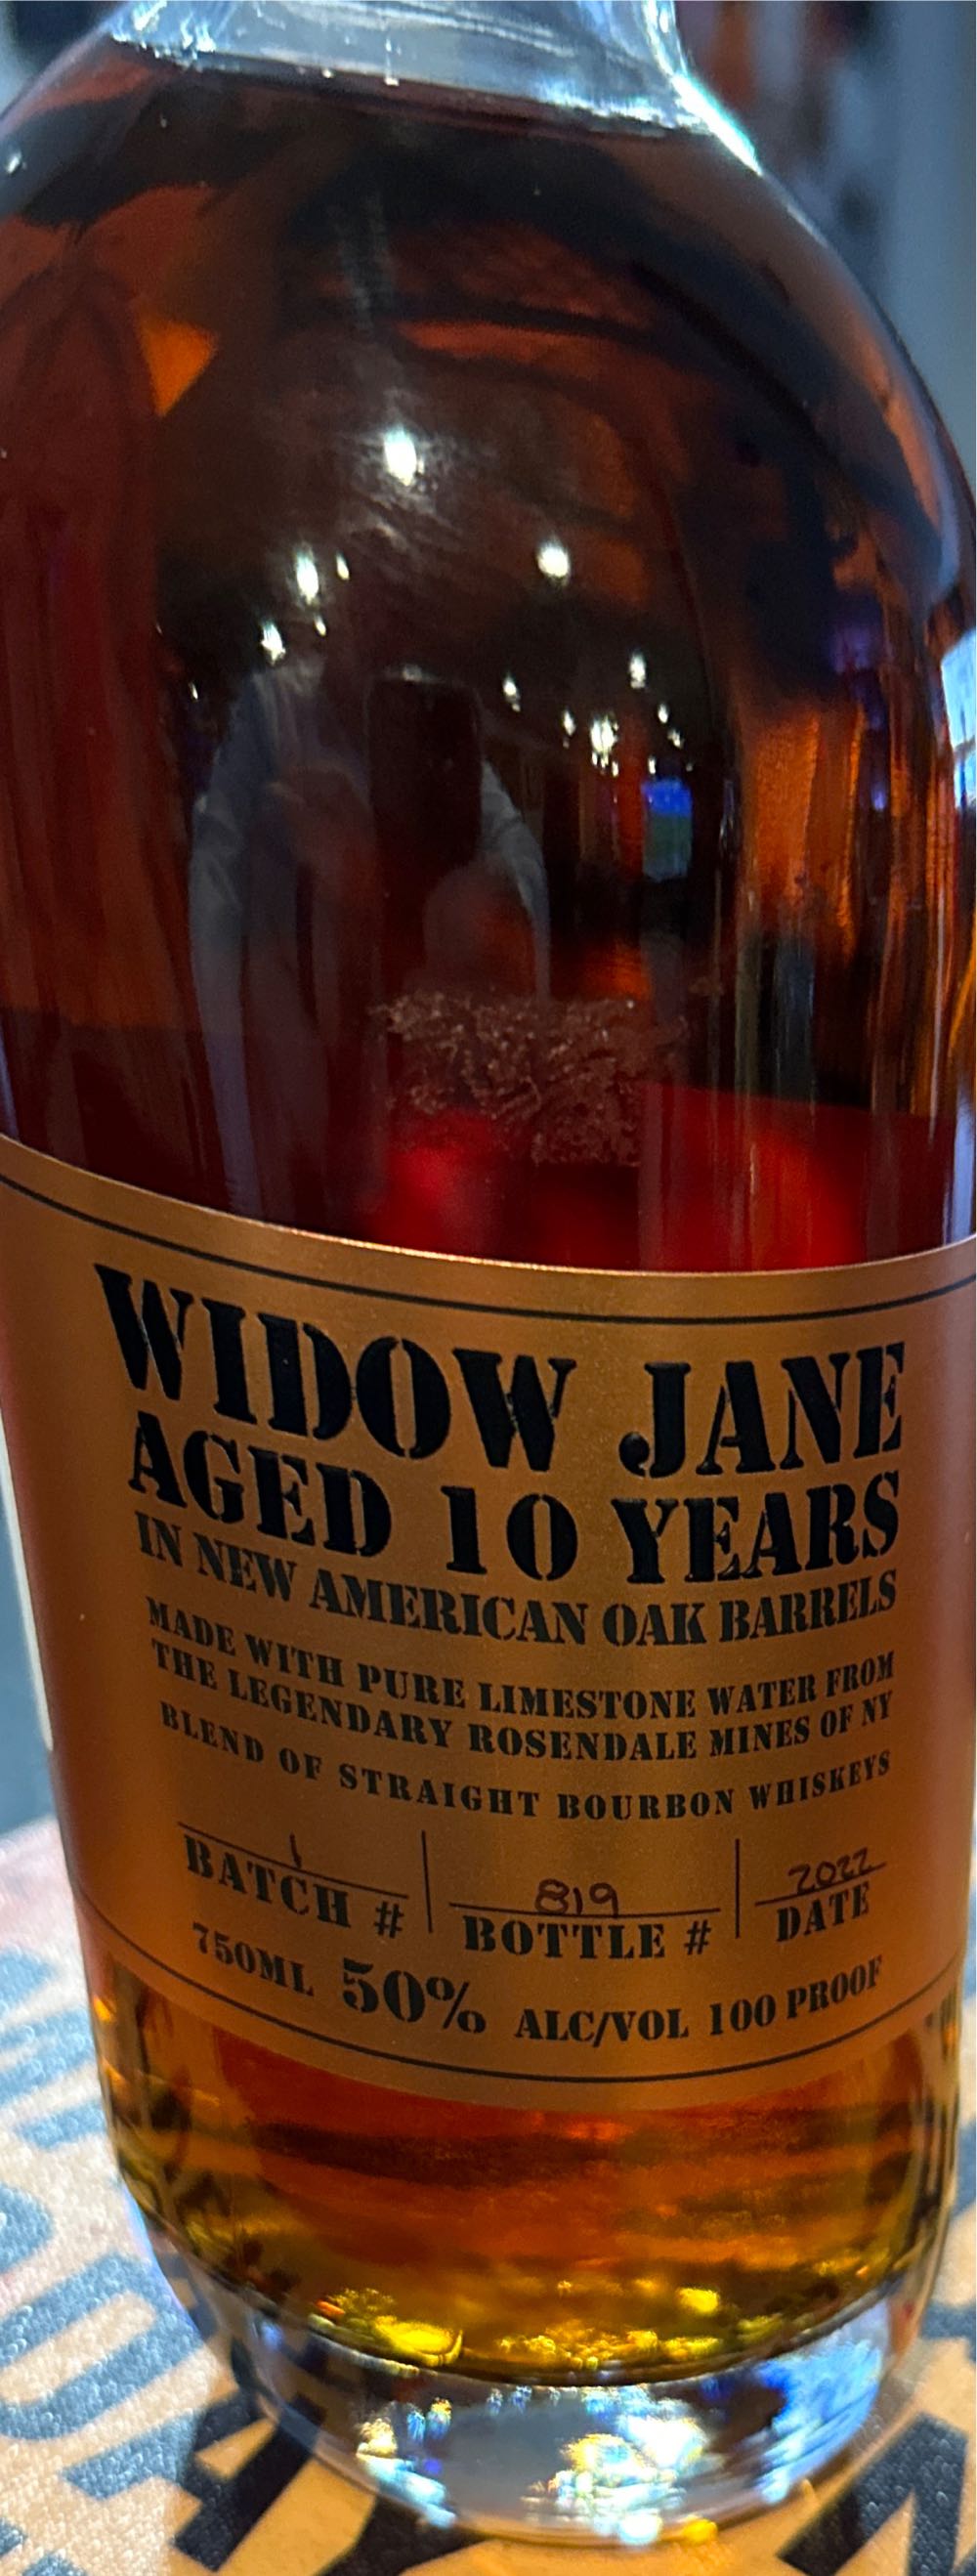 WIDOW JANE
AGED 10 YEARS
IN NEW AMERICAN OAK BARRELS
MADE WITH PURE LIMESTONE WATER FROM
THE LEGENDARY ROSENDALE MINES OF NY
BLEND OF STRAIGHT BOURBON WHISKEYS
1 819 2022
BATCH # BOTTLE # DATE
750ML 50% ALC/VOL 100 PROOF